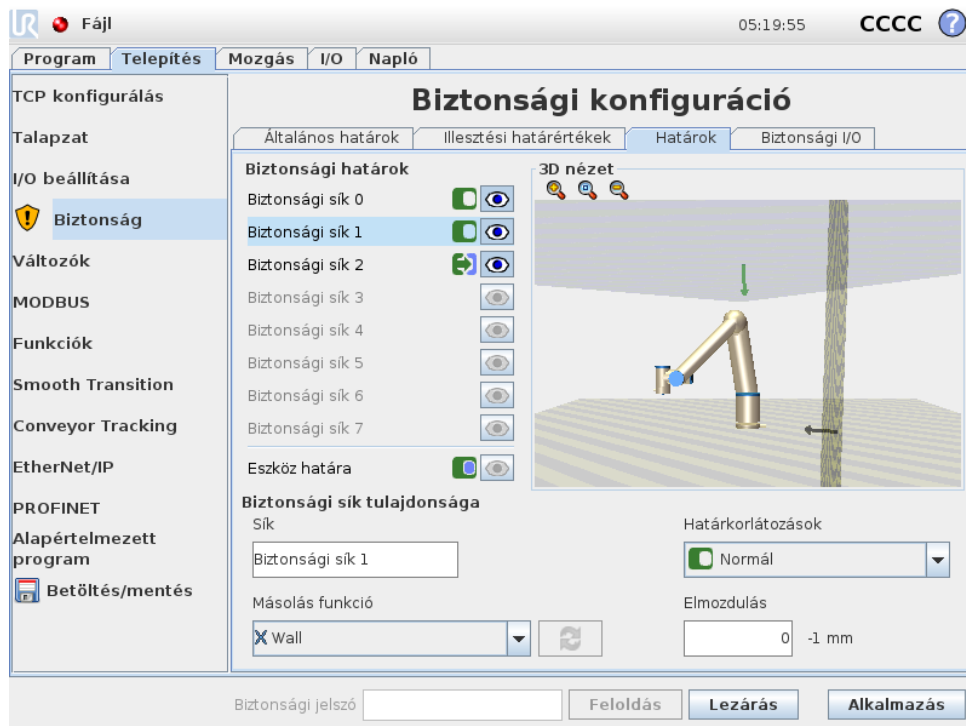 UR Fájl 05:19:55 CCCC ?
Program Telepítés Mozgás I/O Napló
TCP konfigurálás
Talapzat
I/O beállítása
Biztonság
Változók
MODBUS
Funkciók
Smooth Transition
Conveyor Tracking
EtherNet/IP
PROFINET
Alapértelmezett
program
Betöltés/mentés
Biztonsági konfiguráció
Általános határok Illesztési határértékek Határok Biztonsági I/O
Biztonsági határok
Biztonsági sík 0
Biztonsági sík 1
Biztonsági sík 2
Biztonsági sík 3
Biztonsági sík 4
Biztonsági sík 5
Biztonsági sík 6
Biztonsági sík 7
Eszköz határa
3D nézet
Biztonsági sík tulajdonsága
Sík
Biztonsági sík 1
Határkorlátozások
Normál
Másolás funkció
Wall
Elmozdulás
0 -1 mm
Biztonsági jelszó Feloldás Lezárás Alkalmazás